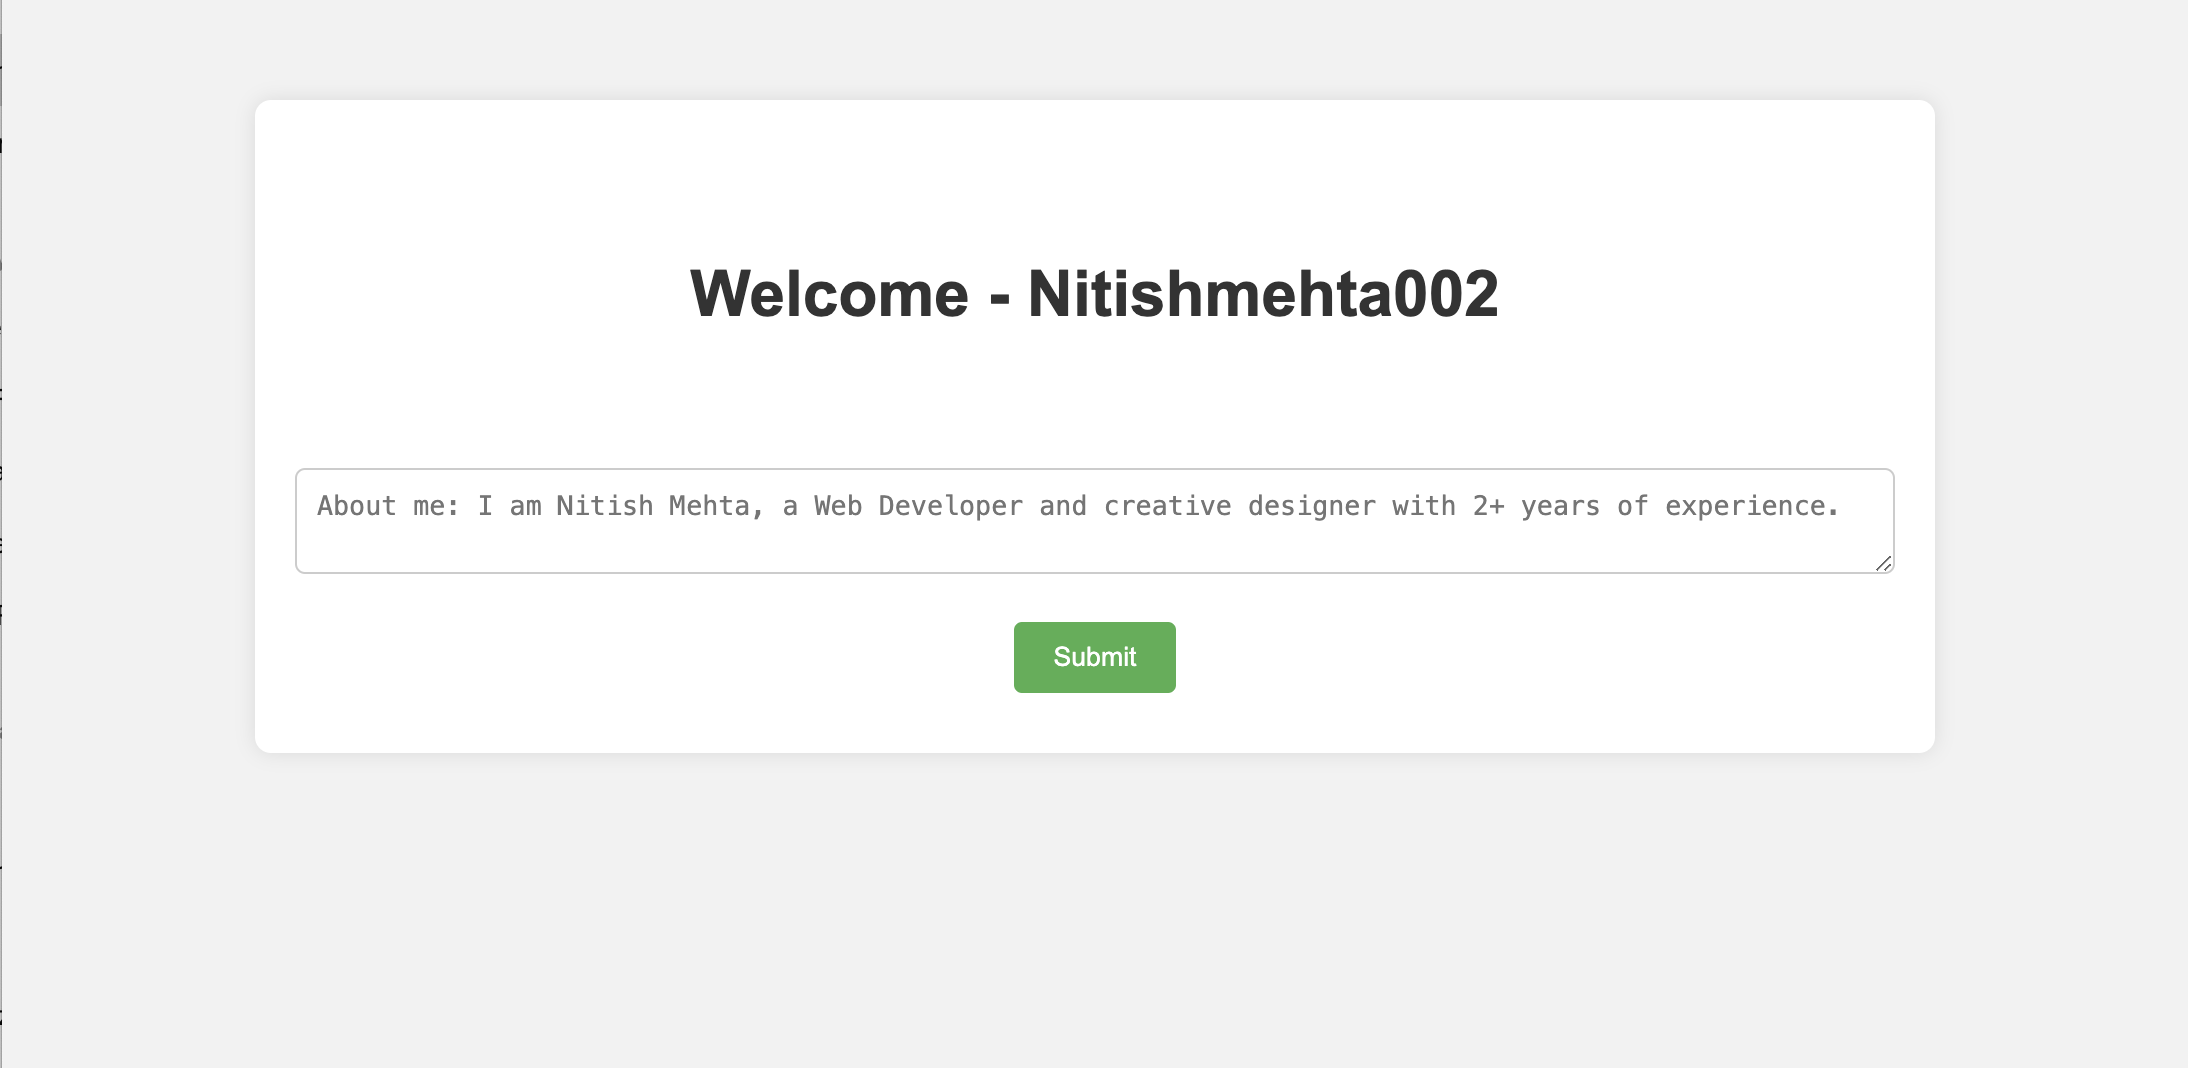 Welcome - Nitishmehta002
About me: I am Nitish Mehta, a Web Developer and creative designer with 2+ years of experience.
Submit